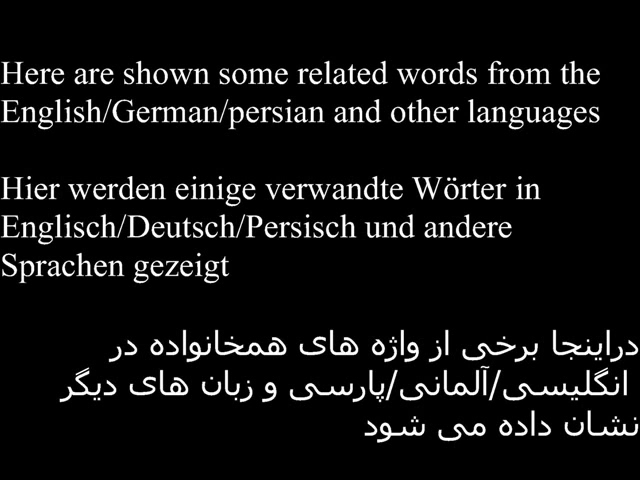 Here are shown some related words from the
English/German/persian and other languages
Hier werden einige verwandte Wörter in
Englisch/Deutsch/Persisch und andere
Sprachen gezeigt
دراینجا برخی از واژه های همخانواده در
انگلیسی/آلمانی/پارسی و زبان های دیگر
نشان داده می شود